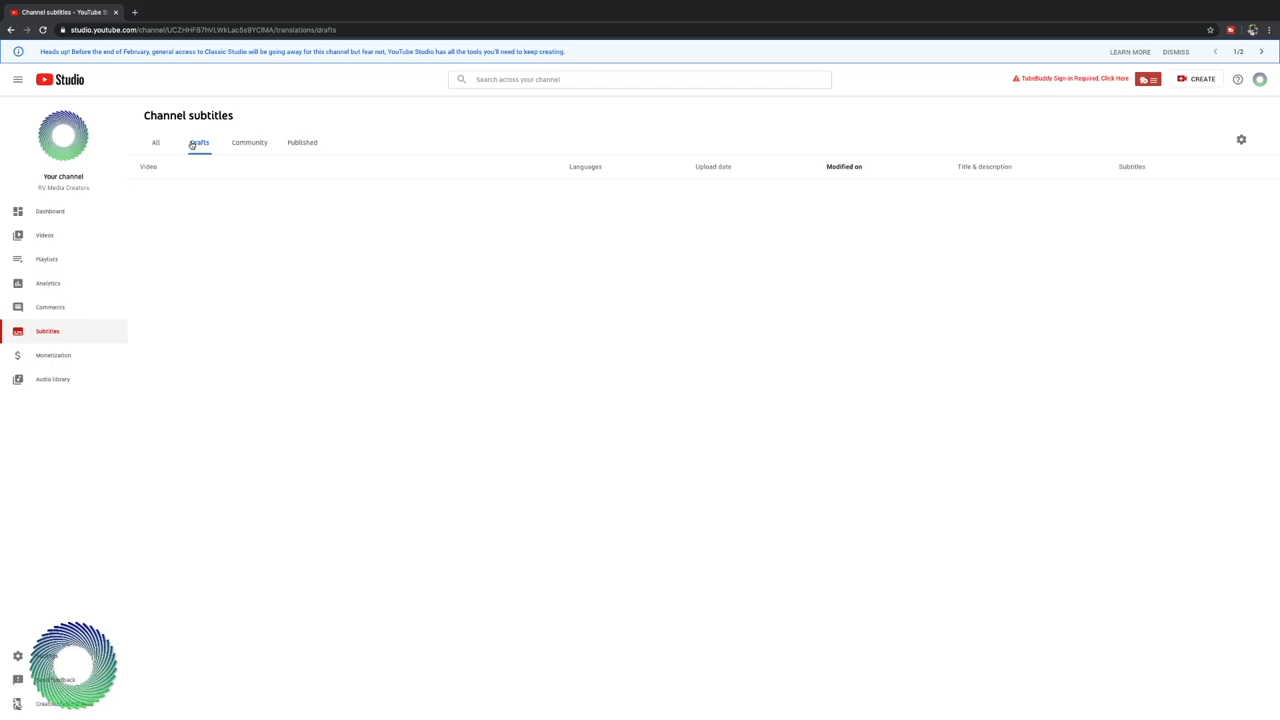 Channel subtitles - YouTube S
studio.youtube.com/channel/UCZHHF87hVLWkLac5s9YCIMA/translations/drafts
Heads up! Before the end of February, general access to Classic Studio will be going away for this channel but fear not, YouTube Studio has all the tools you'll need to keep creating.
LEARN MORE DISMISS 1/2
Studio
Search across your channel
TubeBuddy Sign-in Required, Click Here
CREATE
Channel subtitles
All Drafts Community Published
Video Languages Upload date Modified on Title & description Subtitles
Your channel
RV Media Creators
Dashboard
Videos
Playlists
Analytics
Comments
Subtitles
Monetization
Audio library